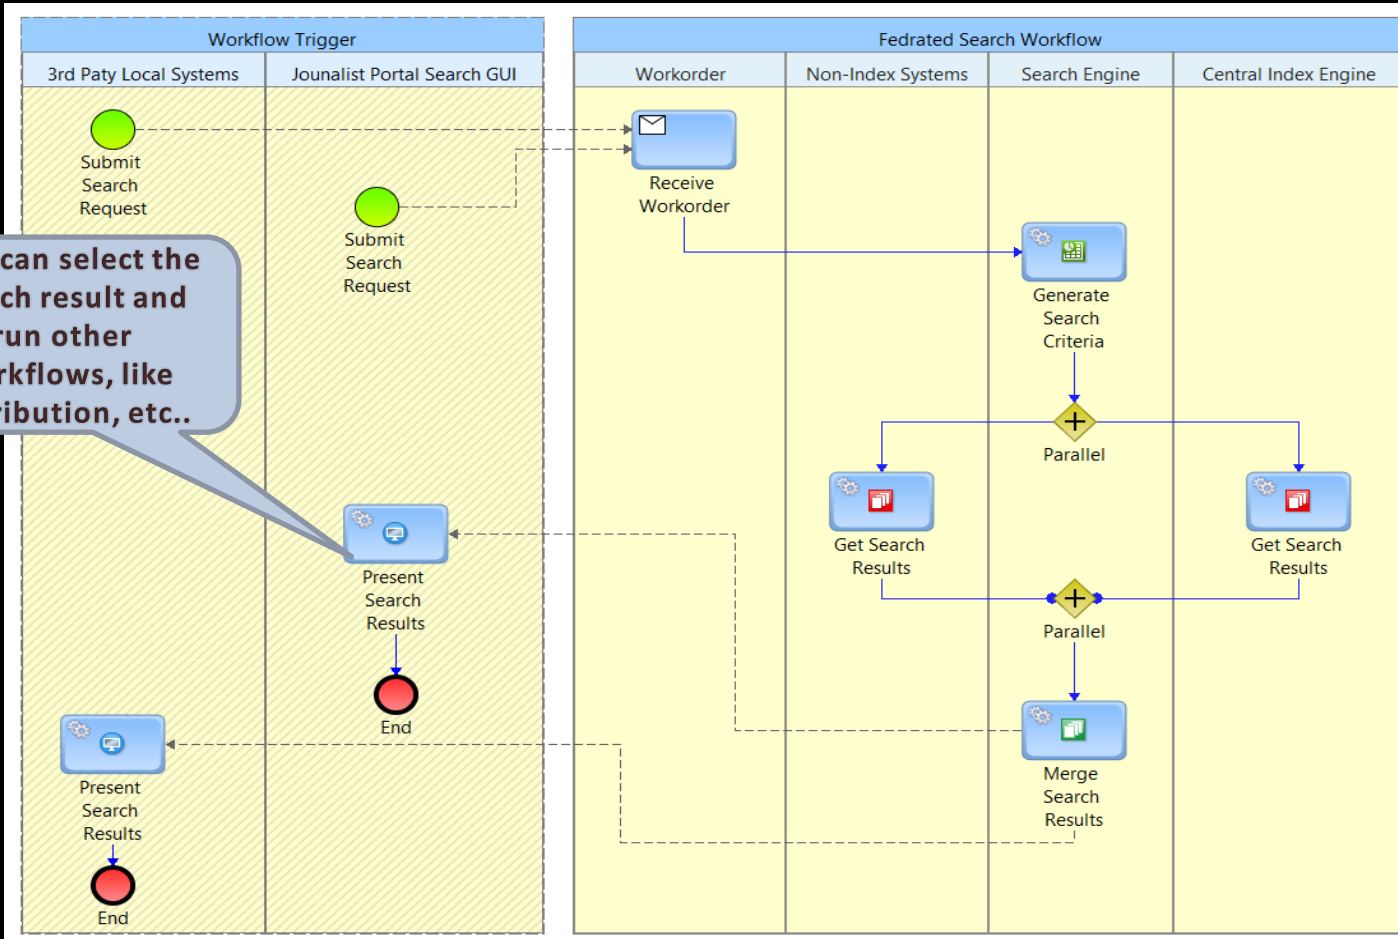 Workflow Trigger
3rd Paty Local Systems
Jounalist Portal Search GUI
Submit
Search
Request
Submit
Search
Request
can select the
ch result and
run other
rkflows, like
ribution, etc..
Present
Search
Results
End
Present
Search
Results
End
Fedrated Search Workflow
Workorder
Non-Index Systems
Search Engine
Central Index Engine
Receive
Workorder
Generate
Search
Criteria
Parallel
Get Search
Results
Get Search
Results
Parallel
Merge
Search
Results